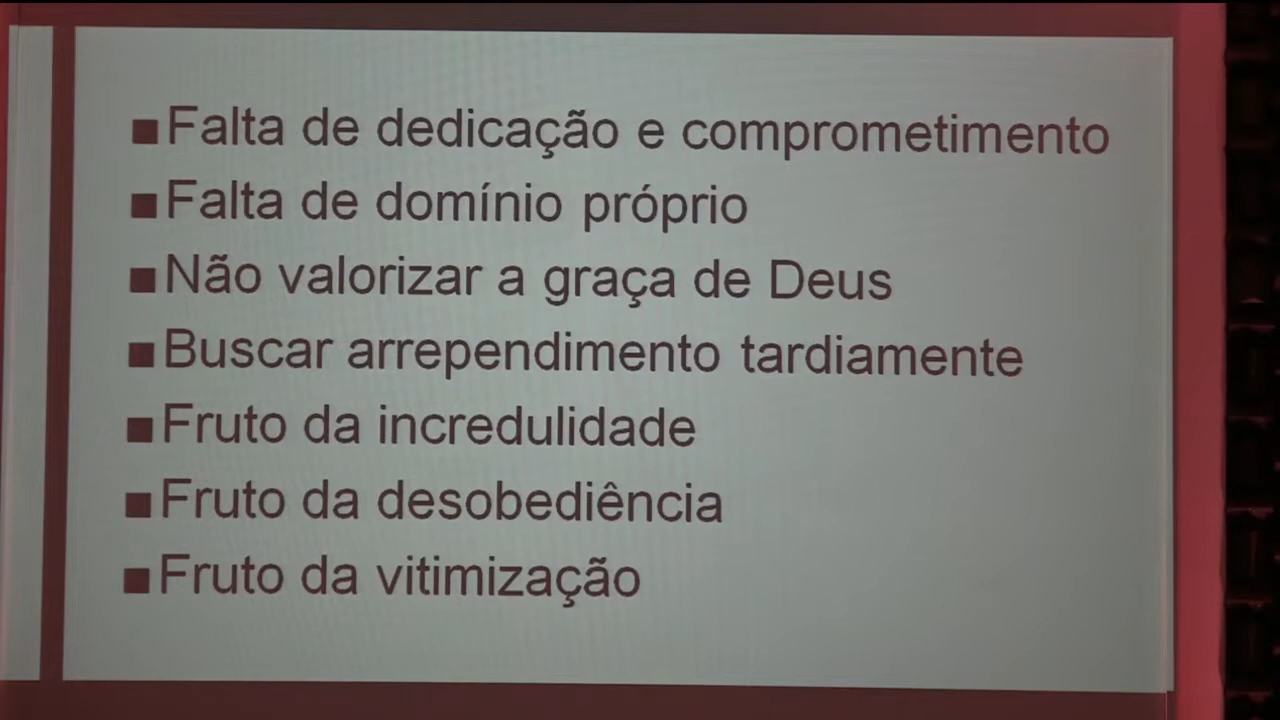 ▪Falta de dedicação e comprometimento
▪Falta de domínio próprio
▪Não valorizar a graça de Deus
▪Buscar arrependimento tardiamente
▪Fruto da incredulidade
▪Fruto da desobediência
▪Fruto da vitimização